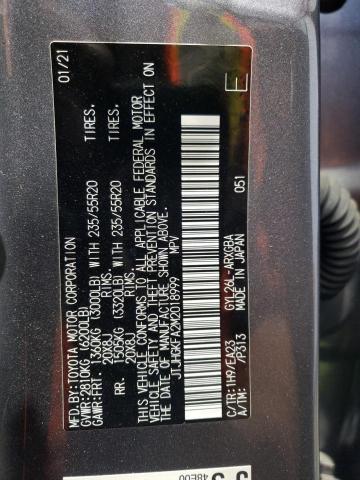 MFD. BY: TOYOTA MOTOR CORPORATION 01/21
GVWR:2810KG (6200LB)
GAWR:FRT. 1360KG (3000LB) WITH 235/55R20 TIRES.
20X8J RIMS.
RR. 1505KG (3320LB) WITH 235/55R20 TIRES.
20X8J RIMS.
THIS VEHICLE CONFORMS TO ALL APPLICABLE FEDERAL MOTOR
VEHICLE SAFETY AND THEFT PREVENTION STANDARDS IN EFFECT ON
THE DATE OF MANUFACTURE SHOWN ABOVE.
MPV
C/TR:1H9/EA23 GYL26L-ARXGBA
A/TM: /P313 MADE IN JAPAN 051
E
48E00